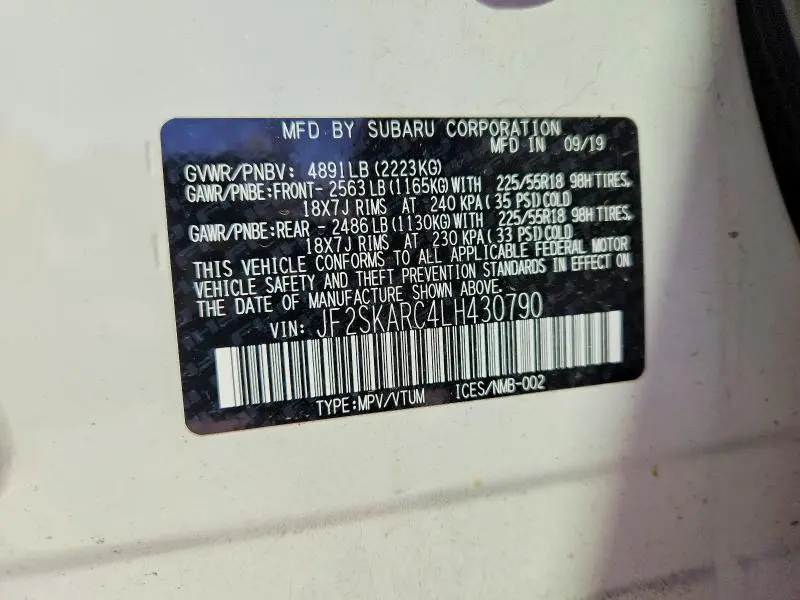 MFD BY SUBARU CORPORATION
MFD IN 09/19
GVWR/PNBV: 4891LB (2223KG)
GAWR/PNBE:FRONT- 2563 LB (1165KG) WITH 225/55R18 98H TIRES,
18X7J RIMS AT 240 KPA ( 35 PSI) COLD
GAWR/PNBE:REAR - 2486 LB (1130KG) WITH 225/55R18 98H TIRES,
18X7J RIMS AT 230 KPA ( 33 PSI) COLD
THIS VEHICLE CONFORMS TO ALL APPLICABLE FEDERAL MOTOR
VEHICLE SAFETY AND THEFT PREVENTION STANDARDS IN EFFECT ON
THE DATE OF MANUFACTURE SHOWN ABOVE.
VIN: JF2SKARC4LH430790
TYPE:MPV/VTUM ICES/NMB-002